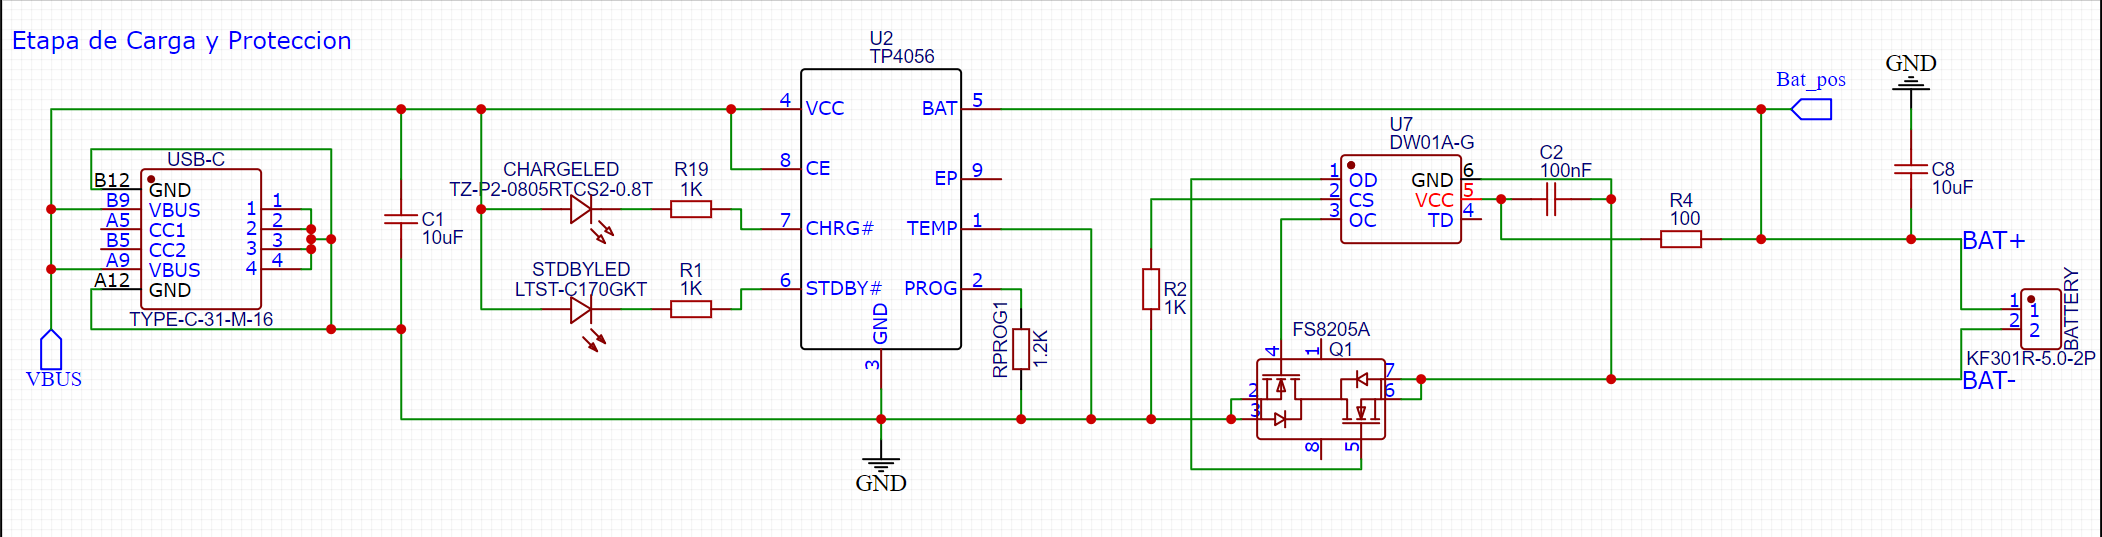 Etapa de Carga y Proteccion
U2
TP4056
4
VCC
BAT
5
8
CE
EP
9
7
CHRG#
TEMP
1
6
STDBY#
PROG
2
GND
3
GND
USB-C
B12
GND
B9
VBUS
1
1
A5
CC1
2
2
B5
CC2
3
3
A9
VBUS
4
4
A12
GND
TYPE-C-31-M-16
VBUS
C1
10uF
CHARGELED
TZ-P2-0805RTCS2-0.8T
R19
1K
STDBYLED
LTST-C170GKT
R1
1K
RPROG1
1.2K
R2
1K
U7
DW01A-G
1
OD
GND
6
2
CS
VCC
5
3
OC
TD
4
C2
100nF
R4
100
FS8205A
Q1
4
1
7
2
6
3
8
5
Bat_pos
GND
C8
10uF
BAT+
1
1
2
2
BATTERY
KF301R-5.0-2P
BAT-